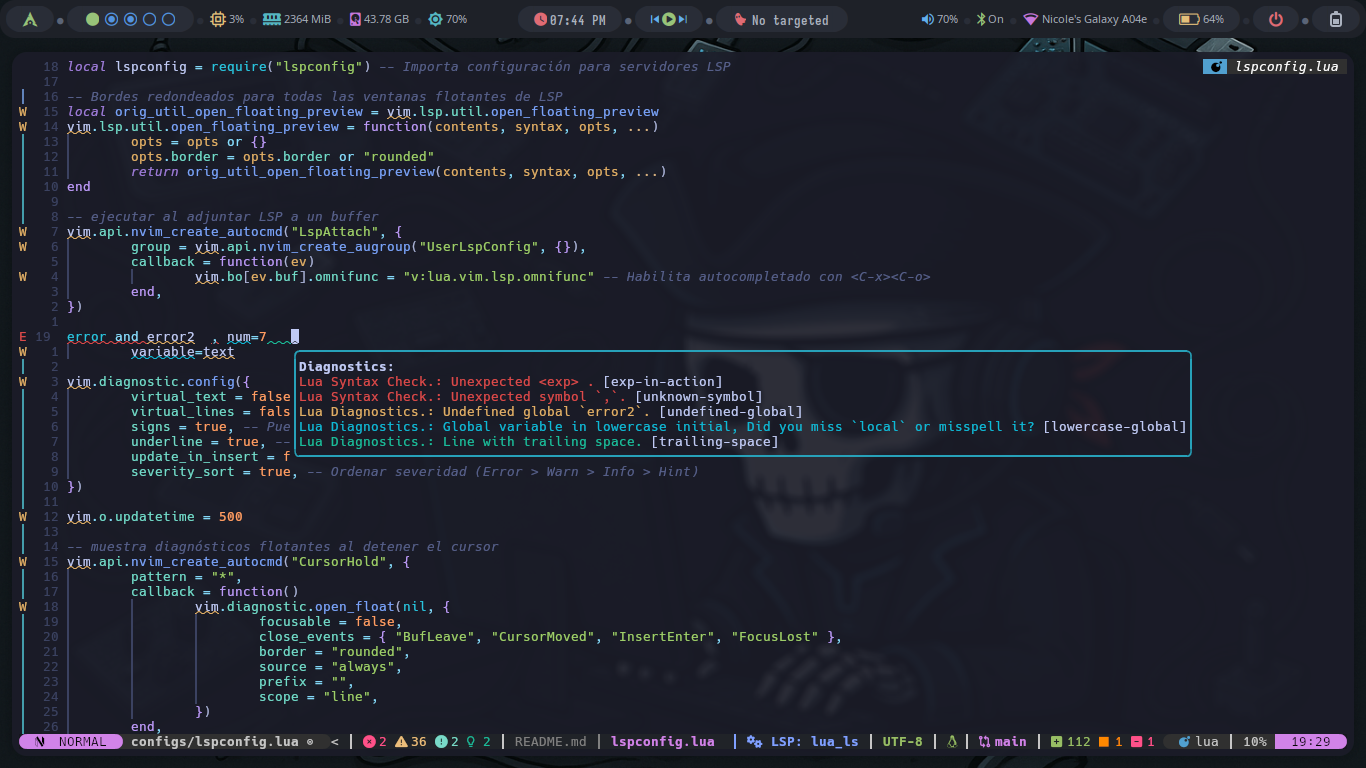 3% 2364 MiB 43.78 GB 70% 07:44 PM No targeted 70% On Nicole's Galaxy A04e 64%
18 local lspconfig = require("lspconfig") -- Importa configuración para servidores LSP lspconfig.lua
17
16 -- Bordes redondeados para todas las ventanas flotantes de LSP
W 15 local orig_util_open_floating_preview = vim.lsp.util.open_floating_preview
W 14 vim.lsp.util.open_floating_preview = function(contents, syntax, opts, ...)
13 opts = opts or {}
12 opts.border = opts.border or "rounded"
11 return orig_util_open_floating_preview(contents, syntax, opts, ...)
10 end
9
8 -- ejecutar al adjuntar LSP a un buffer
W 7 vim.api.nvim_create_autocmd("LspAttach", {
W 6 group = vim.api.nvim_create_augroup("UserLspConfig", {}),
5 callback = function(ev)
W 4 vim.bo[ev.buf].omnifunc = "v:lua.vim.lsp.omnifunc" -- Habilita autocompletado con <C-x><C-o>
3 end,
2 })
1
E 19 error and error2 , num=7
W 1 variable=text
2 Diagnostics:
W 3 vim.diagnostic.config({ Lua Syntax Check.: Unexpected <exp> . [exp-in-action]
4 virtual_text = false Lua Syntax Check.: Unexpected symbol `,`. [unknown-symbol]
5 virtual_lines = fals Lua Diagnostics.: Undefined global `error2`. [undefined-global]
6 signs = true, -- Pue Lua Diagnostics.: Global variable in lowercase initial, Did you miss `local` or misspell it? [lowercase-global]
7 underline = true, -- Lua Diagnostics.: Line with trailing space. [trailing-space]
8 update_in_insert = f
9 severity_sort = true, -- Ordenar severidad (Error > Warn > Info > Hint)
10 })
11
W 12 vim.o.updatetime = 500
13
14 -- muestra diagnósticos flotantes al detener el cursor
W 15 vim.api.nvim_create_autocmd("CursorHold", {
16 pattern = "*",
17 callback = function()
W 18 vim.diagnostic.open_float(nil, {
19 focusable = false,
20 close_events = { "BufLeave", "CursorMoved", "InsertEnter", "FocusLost" },
21 border = "rounded",
22 source = "always",
23 prefix = "",
24 scope = "line",
25 })
26 end,
NORMAL configs/lspconfig.lua < | 2 36 2 2 | README.md | lspconfig.lua | LSP: lua_ls | UTF-8 | | main | 112 1 1 lua | 10% 19:29